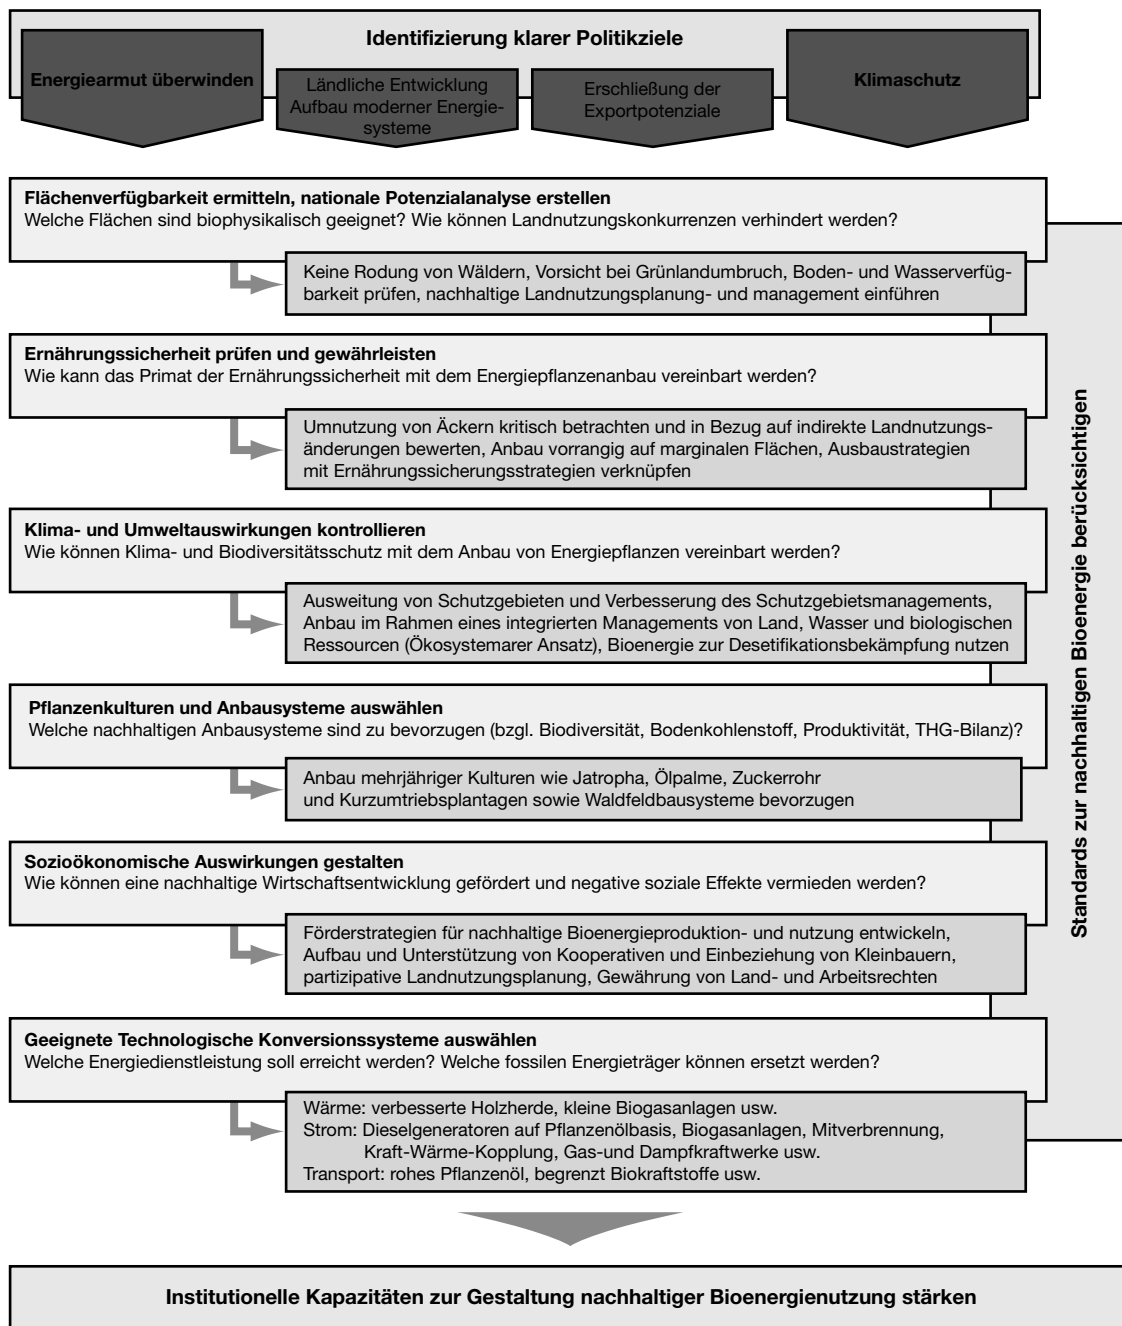 Identifizierung klarer Politikziele
Energiearmut überwinden
Ländliche Entwicklung
Aufbau moderner Energie-
systeme
Erschließung der
Exportpotenziale
Klimaschutz
Flächenverfügbarkeit ermitteln, nationale Potenzialanalyse erstellen
Welche Flächen sind biophysikalisch geeignet? Wie können Landnutzungskonkurrenzen verhindert werden?
Keine Rodung von Wäldern, Vorsicht bei Grünlandumbruch, Boden- und Wasserverfüg-
barkeit prüfen, nachhaltige Landnutzungsplanung- und management einführen
Ernährungssicherheit prüfen und gewährleisten
Wie kann das Primat der Ernährungssicherheit mit dem Energiepflanzenanbau vereinbart werden?
Umnutzung von Äckern kritisch betrachten und in Bezug auf indirekte Landnutzungs-
änderungen bewerten, Anbau vorrangig auf marginalen Flächen, Ausbaustrategien
mit Ernährungssicherungsstrategien verknüpfen
Klima- und Umweltauswirkungen kontrollieren
Wie können Klima- und Biodiversitätsschutz mit dem Anbau von Energiepflanzen vereinbart werden?
Ausweitung von Schutzgebieten und Verbesserung des Schutzgebietsmanagements,
Anbau im Rahmen eines integrierten Managements von Land, Wasser und biologischen
Ressourcen (Ökosystemarer Ansatz), Bioenergie zur Desetifikationsbekämpfung nutzen
Pflanzenkulturen und Anbausysteme auswählen
Welche nachhaltigen Anbausysteme sind zu bevorzugen (bzgl. Biodiversität, Bodenkohlenstoff, Produktivität, THG-Bilanz)?
Anbau mehrjähriger Kulturen wie Jatropha, Ölpalme, Zuckerrohr
und Kurzumtriebsplantagen sowie Waldfeldbausysteme bevorzugen
Sozioökonomische Auswirkungen gestalten
Wie können eine nachhaltige Wirtschaftsentwicklung gefördert und negative soziale Effekte vermieden werden?
Förderstrategien für nachhaltige Bioenergieproduktion- und nutzung entwickeln,
Aufbau und Unterstützung von Kooperativen und Einbeziehung von Kleinbauern,
partizipative Landnutzungsplanung, Gewährung von Land- und Arbeitsrechten
Geeignete Technologische Konversionssysteme auswählen
Welche Energiedienstleistung soll erreicht werden? Welche fossilen Energieträger können ersetzt werden?
Wärme: verbesserte Holzherde, kleine Biogasanlagen usw.
Strom: Dieselgeneratoren auf Pflanzenölbasis, Biogasanlagen, Mitverbrennung,
Kraft-Wärme-Kopplung, Gas-und Dampfkraftwerke usw.
Transport: rohes Pflanzenöl, begrenzt Biokraftstoffe usw.
Standards zur nachhaltigen Bioenergie berücksichtigen
Institutionelle Kapazitäten zur Gestaltung nachhaltiger Bioenergienutzung stärken